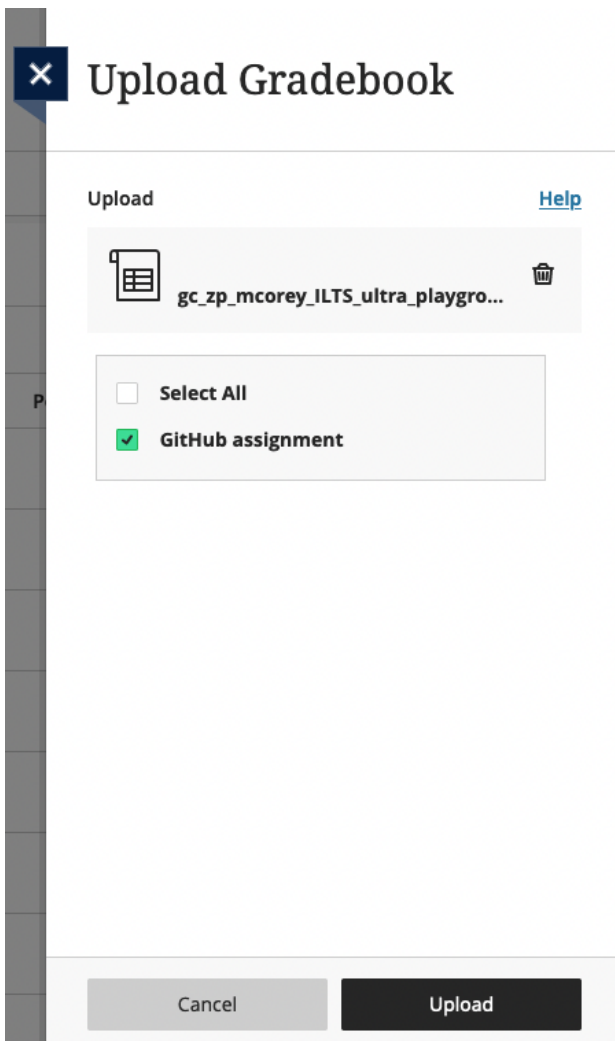 Upload Gradebook
Upload
Help
gc_zp_mcorey_ILTS_ultra_playgro...
Select All
GitHub assignment
P
Cancel
Upload